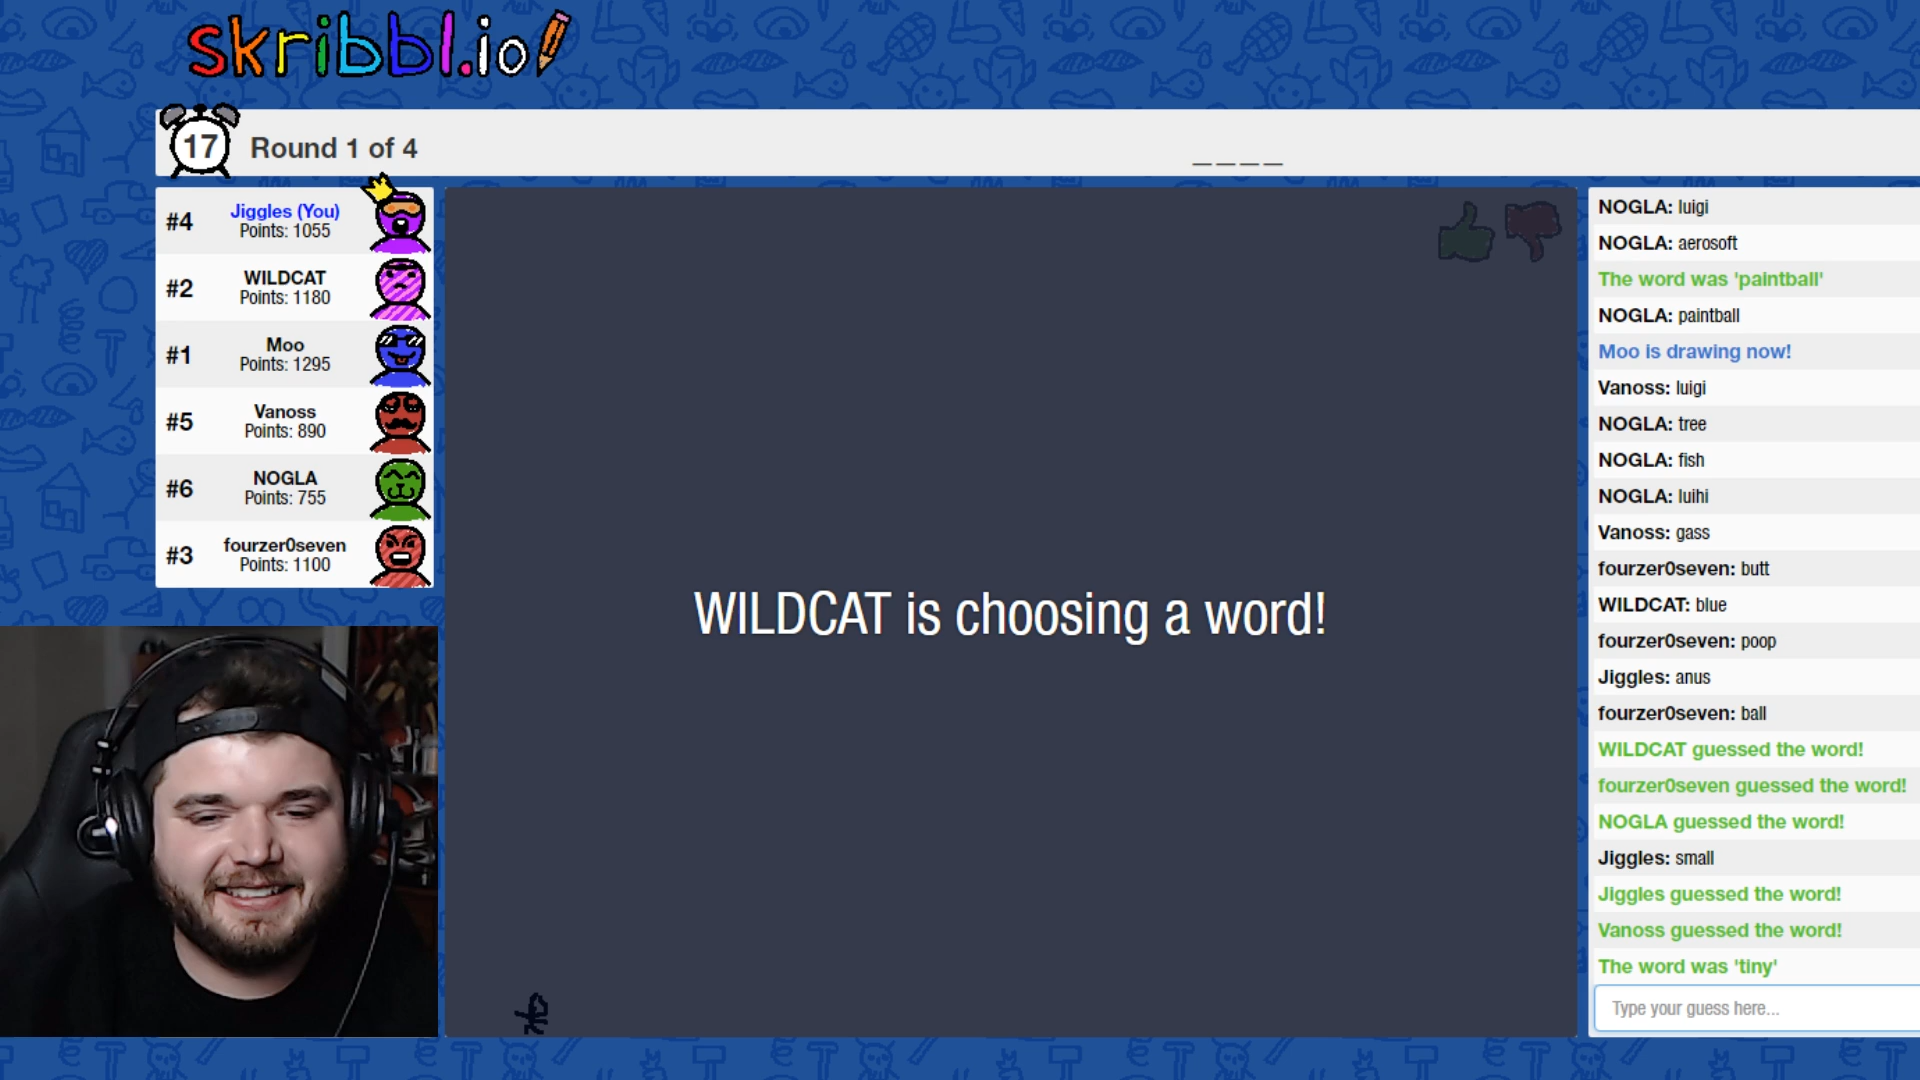 skribbl.io
17
Round 1 of 4
_ _ _ _
#4
Jiggles (You)
Points: 1055
#2
WILDCAT
Points: 1180
#1
Moo
Points: 1295
#5
Vanoss
Points: 890
#6
NOGLA
Points: 755
#3
fourzer0seven
Points: 1100
WILDCAT is choosing a word!
NOGLA: luigi
NOGLA: aerosoft
The word was 'paintball'
NOGLA: paintball
Moo is drawing now!
Vanoss: luigi
NOGLA: tree
NOGLA: fish
NOGLA: luihi
Vanoss: gass
fourzer0seven: butt
WILDCAT: blue
fourzer0seven: poop
Jiggles: anus
fourzer0seven: ball
WILDCAT guessed the word!
fourzer0seven guessed the word!
NOGLA guessed the word!
Jiggles: small
Jiggles guessed the word!
Vanoss guessed the word!
The word was 'tiny'
Type your guess here...